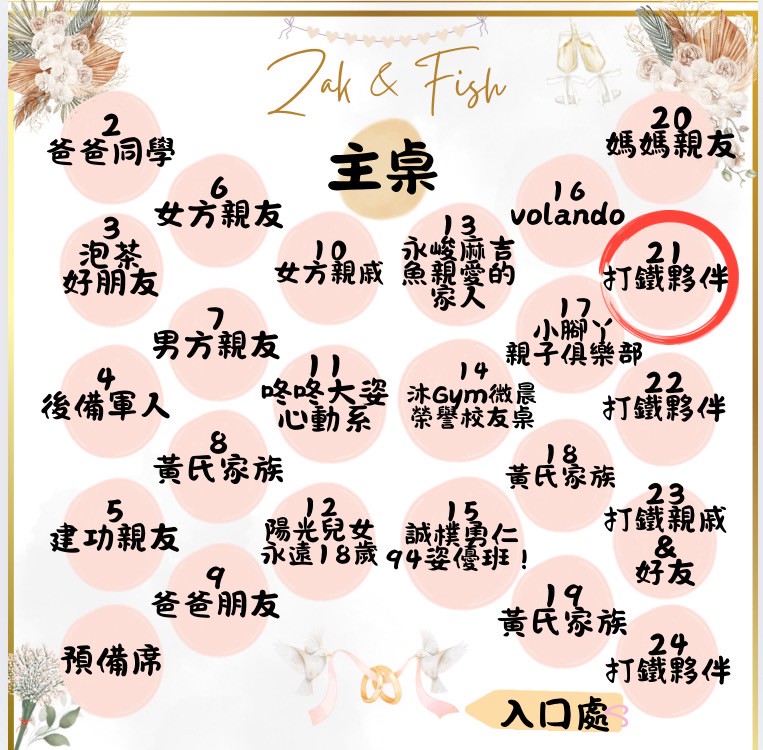 Zak & Fish
主桌
2
爸爸同學
3
泡茶
好朋友
4
後備軍人
5
建功親友
預備席
6
女方親友
7
男方親友
8
黃氏家族
9
爸爸朋友
10
女方親戚
11
咚咚大姿
心動系
12
陽光兒女
永遠18歲
13
永峻麻吉
魚親愛的
家人
14
沐Gym微晨
榮譽校友桌
15
誠樸勇仁
94姿優班！
16
volando
17
小腳丫
親子俱樂部
18
黃氏家族
19
黃氏家族
20
媽媽親友
21
打鐵夥伴
22
打鐵夥伴
23
打鐵親戚
&
好友
24
打鐵夥伴
入口處